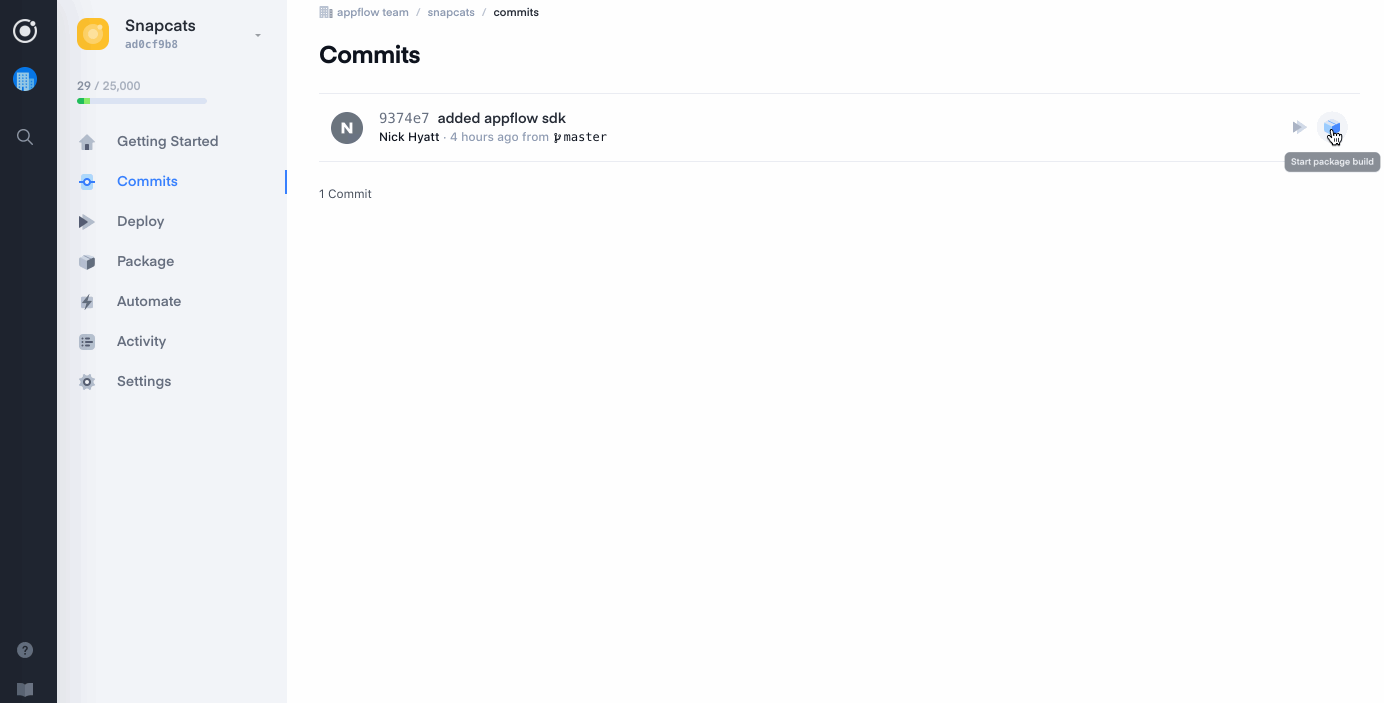 Snapcats
ad0cf9b8
29 / 25,000
Getting Started
Commits
Deploy
Package
Automate
Activity
Settings
?
appflow team / snapcats / commits
Commits
N
9374e7 added appflow sdk
Nick Hyatt · 4 hours ago from master
Start package build
1 Commit